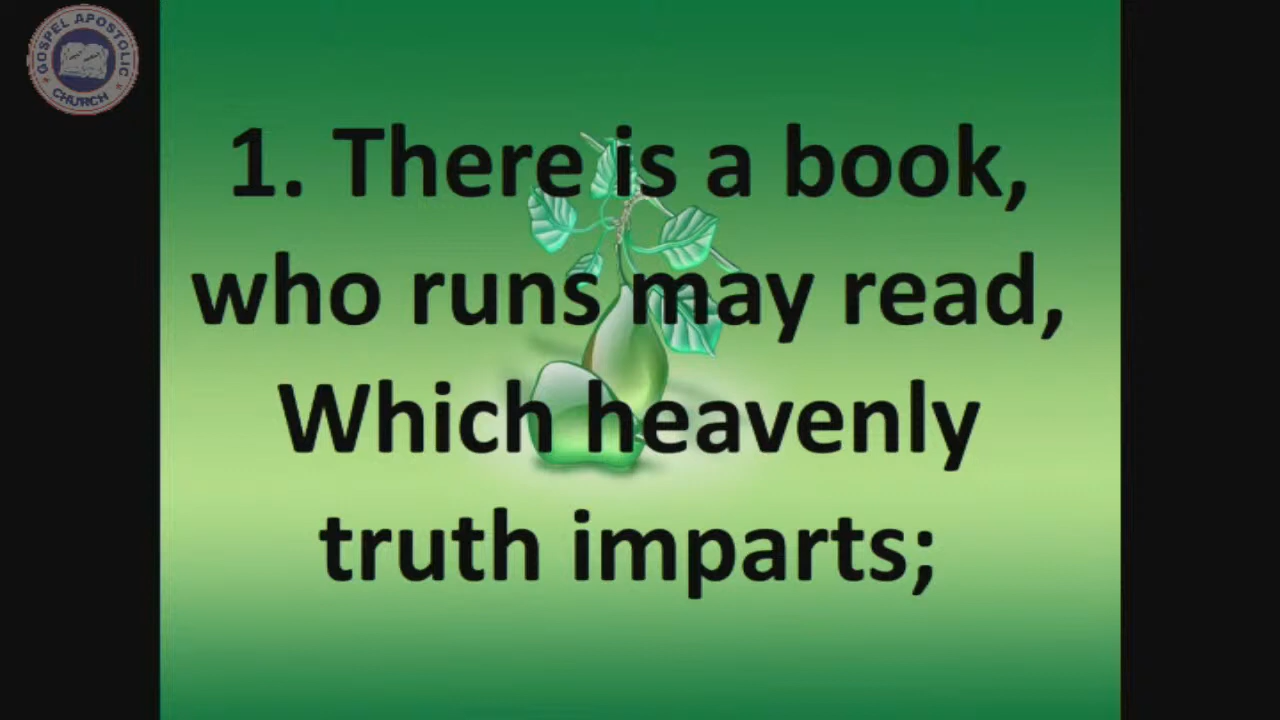 GOSPEL APOSTOLIC
CHURCH
1. There is a book,
who runs may read,
Which heavenly
truth imparts;